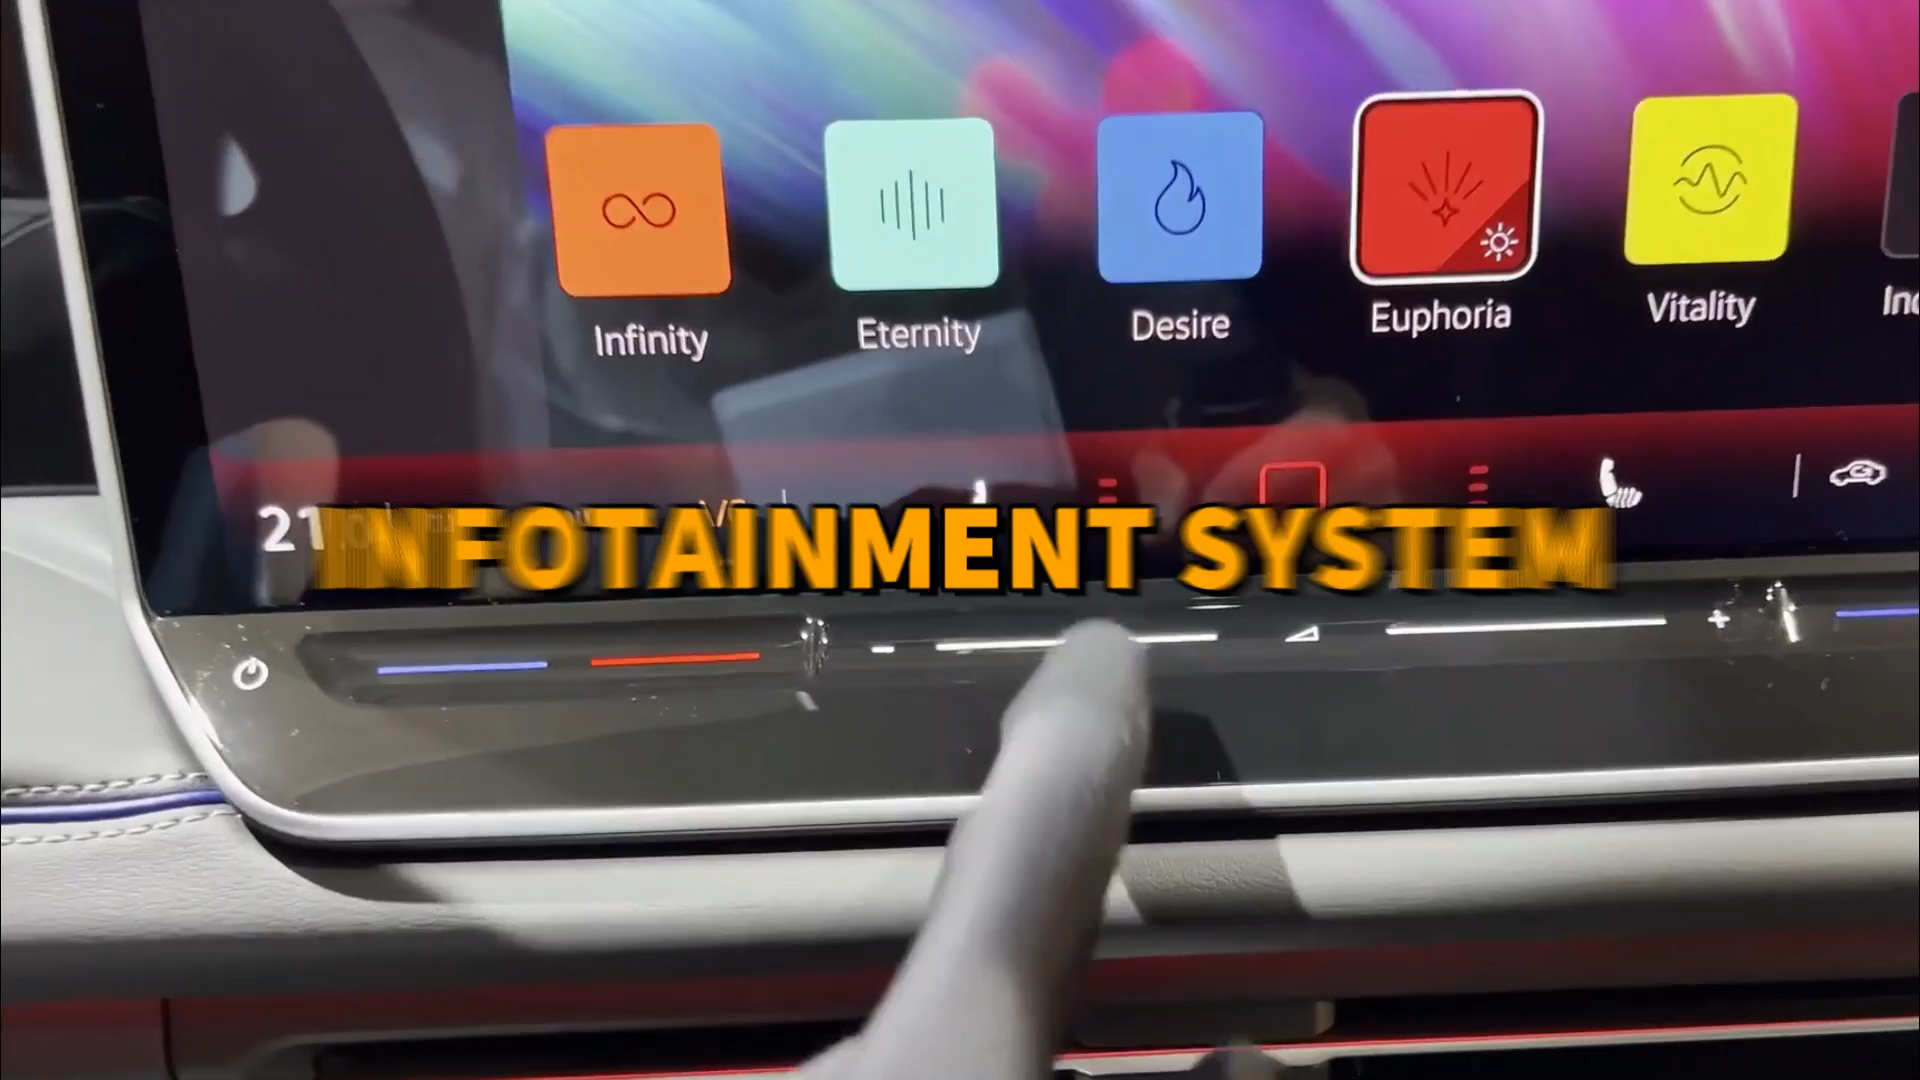 Infinity
Eternity
Desire
Euphoria
Vitality
21
INFOTAINMENT SYSTEM